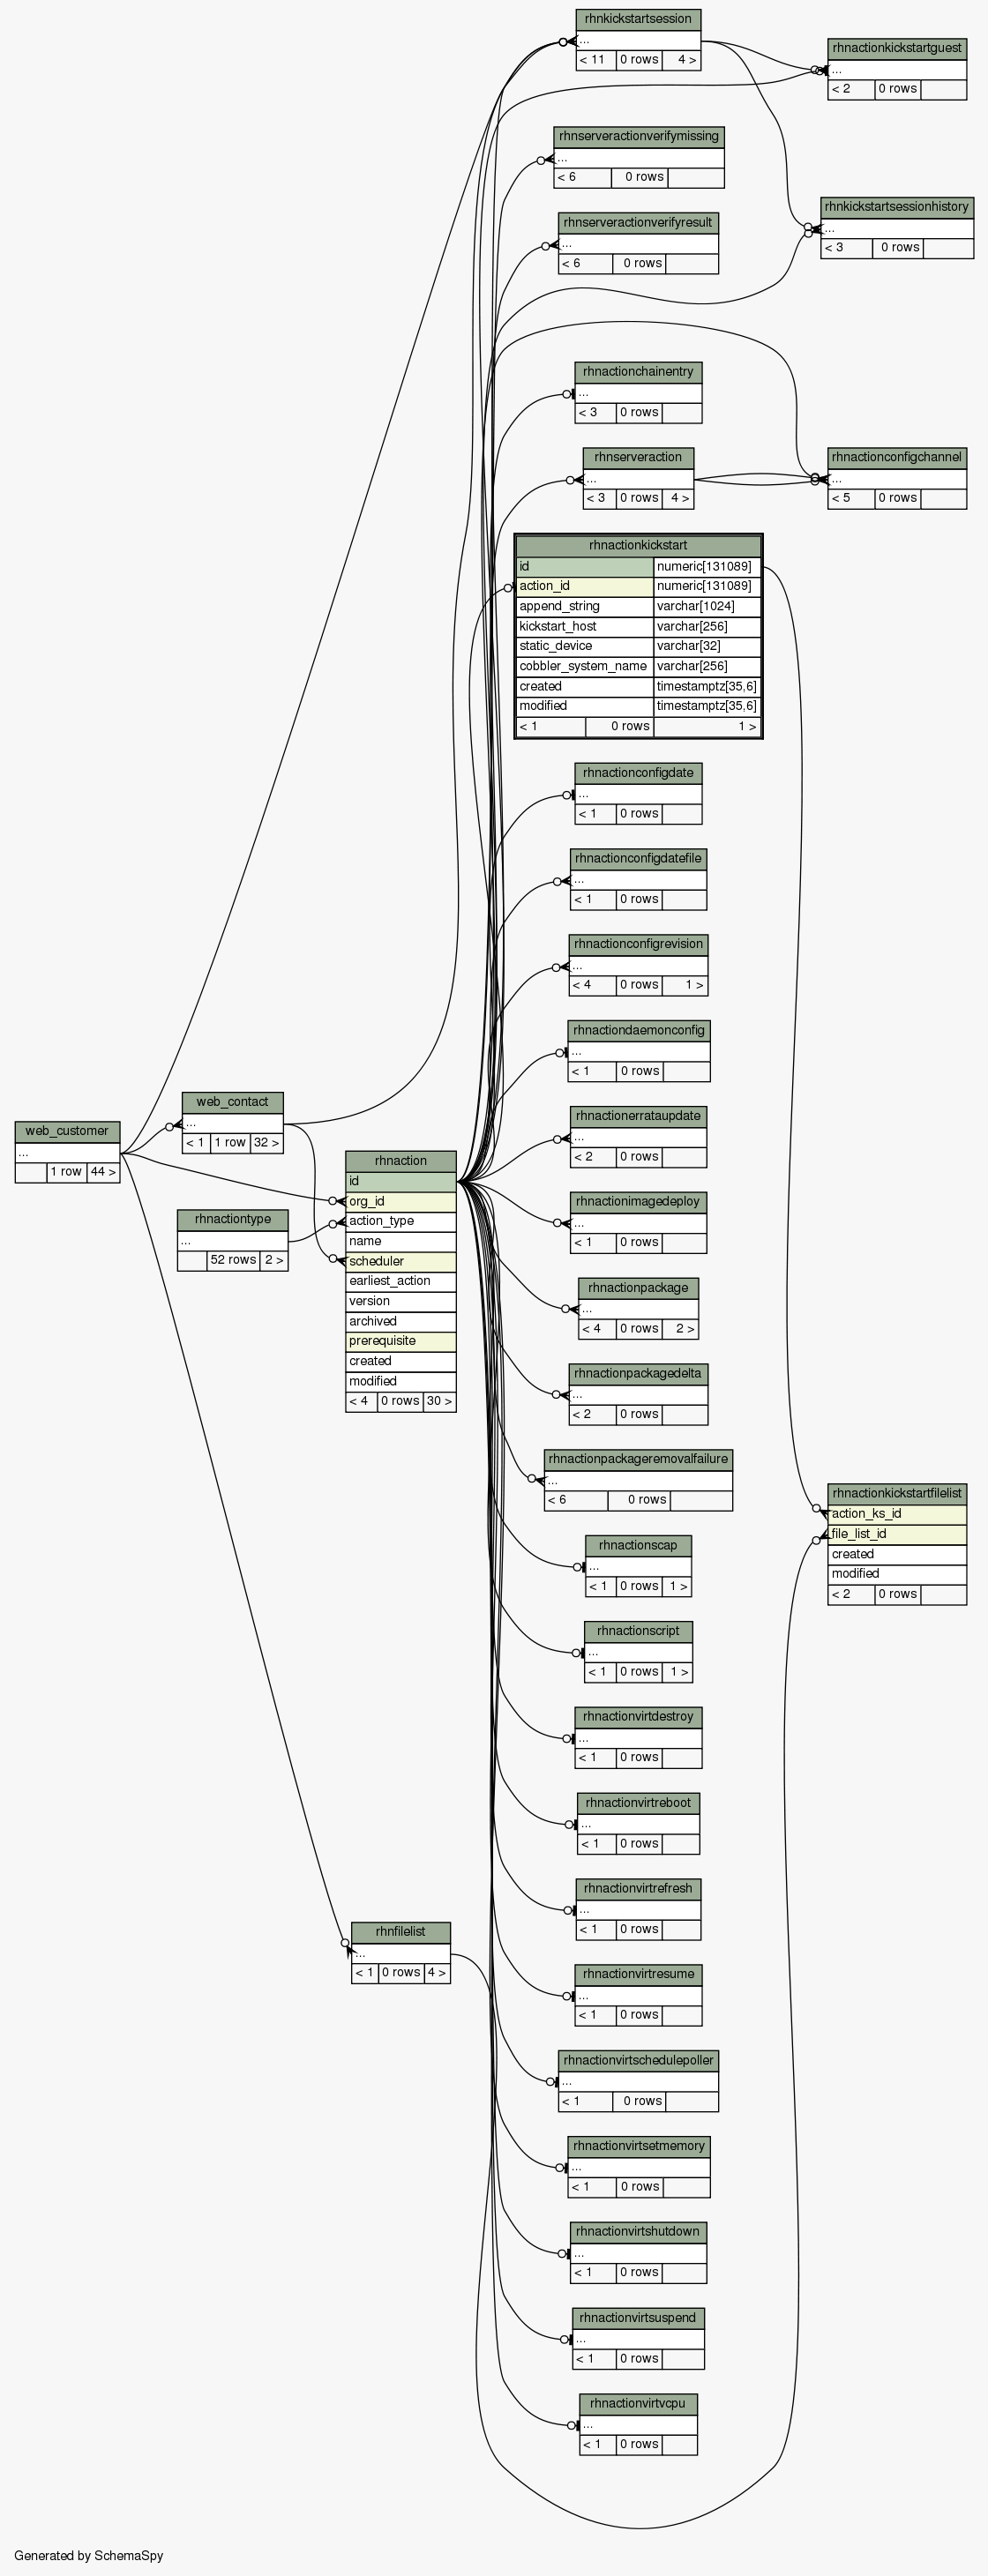 rhnkickstartsession
...
< 11 0 rows 4 >
rhnactionkickstartguest
...
< 2 0 rows
rhnserveractionverifymissing
...
< 6 0 rows
rhnkickstartsessionhistory
...
< 3 0 rows
rhnserveractionverifyresult
...
< 6 0 rows
rhnactionchainentry
...
< 3 0 rows
rhnserveraction
...
< 3 0 rows 4 >
rhnactionconfigchannel
...
< 5 0 rows
rhnactionkickstart
id numeric[131089]
action_id numeric[131089]
append_string varchar[1024]
kickstart_host varchar[256]
static_device varchar[32]
cobbler_system_name varchar[256]
created timestamptz[35,6]
modified timestamptz[35,6]
< 1 0 rows 1 >
rhnactionconfigdate
...
< 1 0 rows
rhnactionconfigdatefile
...
< 1 0 rows
rhnactionconfigrevision
...
< 4 0 rows 1 >
rhnactiondaemonconfig
...
< 1 0 rows
web_contact
...
< 1 1 row 32 >
web_customer
...
1 row 44 >
rhnactionerrataupdate
...
< 2 0 rows
rhnaction
id
org_id
action_type
name
scheduler
earliest_action
version
archived
prerequisite
created
modified
< 4 0 rows 30 >
rhnactiontype
...
52 rows 2 >
rhnactionimagedeploy
...
< 1 0 rows
rhnactionpackage
...
< 4 0 rows 2 >
rhnactionpackagedelta
...
< 2 0 rows
rhnactionpackageremovalfailure
...
< 6 0 rows
rhnactionkickstartfilelist
action_ks_id
file_list_id
created
modified
< 2 0 rows
rhnactionscap
...
< 1 0 rows 1 >
rhnactionscript
...
< 1 0 rows 1 >
rhnactionvirtdestroy
...
< 1 0 rows
rhnactionvirtreboot
...
< 1 0 rows
rhnactionvirtrefresh
...
< 1 0 rows
rhnfilelist
...
< 1 0 rows 4 >
rhnactionvirtresume
...
< 1 0 rows
rhnactionvirtschedulepoller
...
< 1 0 rows
rhnactionvirtsetmemory
...
< 1 0 rows
rhnactionvirtshutdown
...
< 1 0 rows
rhnactionvirtsuspend
...
< 1 0 rows
rhnactionvirtvcpu
...
< 1 0 rows
Generated by SchemaSpy